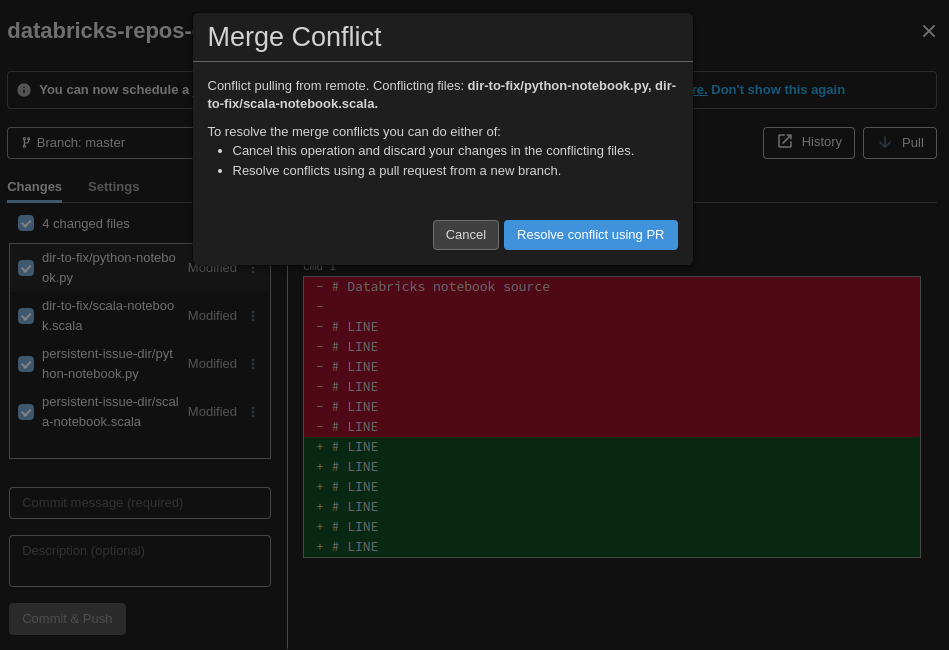 databricks-repos-
Merge Conflict
Conflict pulling from remote. Conflicting files: dir-to-fix/python-notebook.py, dir-
to-fix/scala-notebook.scala.
To resolve the merge conflicts you can do either of:
• Cancel this operation and discard your changes in the conflicting files.
• Resolve conflicts using a pull request from a new branch.
Cancel
Resolve conflict using PR
You can now schedule a
re. Don't show this again
Branch: master
History
Pull
Changes
Settings
4 changed files
dir-to-fix/python-notebo
ok.py
Modified
dir-to-fix/scala-noteboo
k.scala
Modified
persistent-issue-dir/pyt
hon-notebook.py
Modified
persistent-issue-dir/scal
a-notebook.scala
Modified
Commit message (required)
Description (optional)
Commit & Push
Cmd 1
- # Databricks notebook source
-
- # LINE
- # LINE
- # LINE
- # LINE
- # LINE
- # LINE
+ # LINE
+ # LINE
+ # LINE
+ # LINE
+ # LINE
+ # LINE